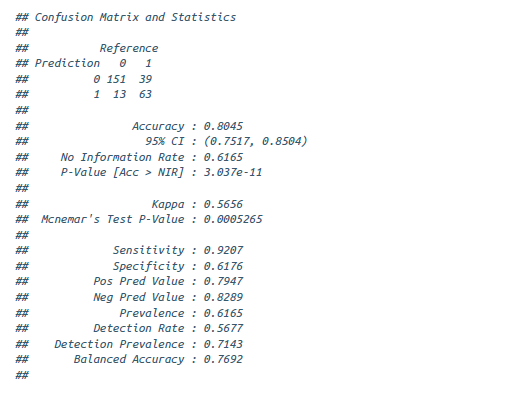 ## Confusion Matrix and Statistics
##
##           Reference
## Prediction   0   1
##          0 151  39
##          1  13  63
##
##                Accuracy : 0.8045
##                  95% CI : (0.7517, 0.8504)
##     No Information Rate : 0.6165
##     P-Value [Acc > NIR] : 3.037e-11
##
##                   Kappa : 0.5656
##  Mcnemar's Test P-Value : 0.0005265
##
##             Sensitivity : 0.9207
##             Specificity : 0.6176
##          Pos Pred Value : 0.7947
##          Neg Pred Value : 0.8289
##              Prevalence : 0.6165
##          Detection Rate : 0.5677
##    Detection Prevalence : 0.7143
##       Balanced Accuracy : 0.7692
##